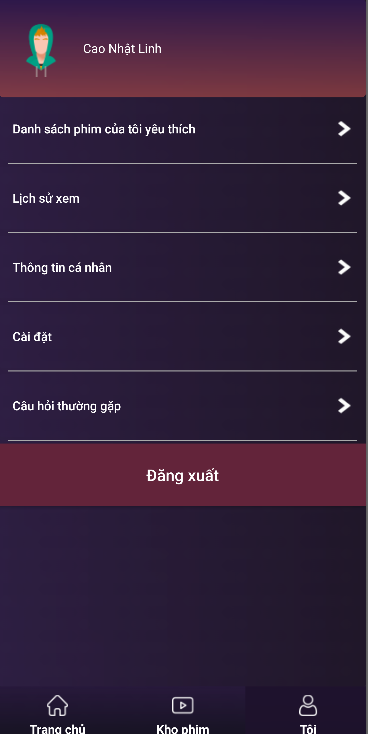 Cao Nhật Linh
Danh sách phim của tôi yêu thích
Lịch sử xem
Thông tin cá nhân
Cài đặt
Câu hỏi thường gặp
Đăng xuất
Trang chủ
Kho phim
Tôi